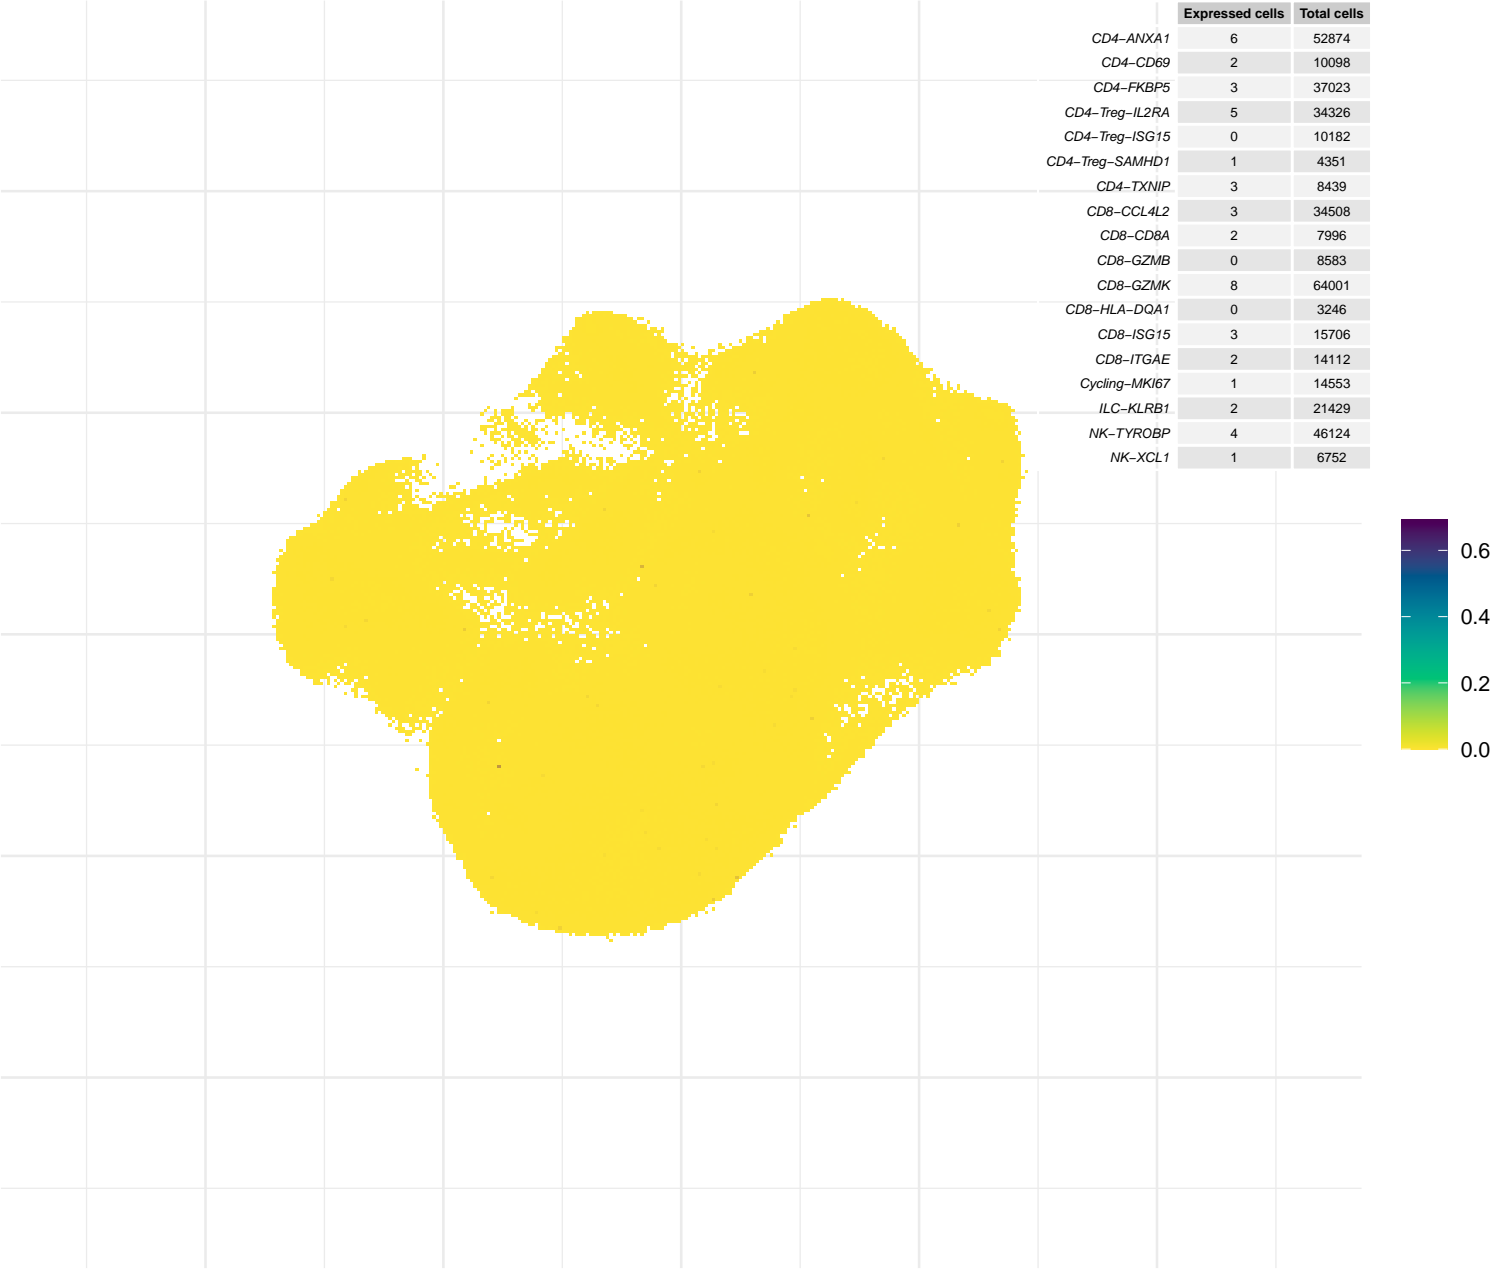 Expressed cells Total cells
CD4−ANXA1 6 52874
CD4−CD69 2 10098
CD4−FKBP5 3 37023
CD4−Treg−IL2RA 5 34326
CD4−Treg−ISG15 0 10182
CD4−Treg−SAMHD1 1 4351
CD4−TXNIP 3 8439
CD8−CCL4L2 3 34508
CD8−CD8A 2 7996
CD8−GZMB 0 8583
CD8−GZMK 8 64001
CD8−HLA−DQA1 0 3246
CD8−ISG15 3 15706
CD8−ITGAE 2 14112
Cycling−MKI67 1 14553
ILC−KLRB1 2 21429
NK−TYROBP 4 46124
NK−XCL1 1 6752
0.6
0.4
0.2
0.0